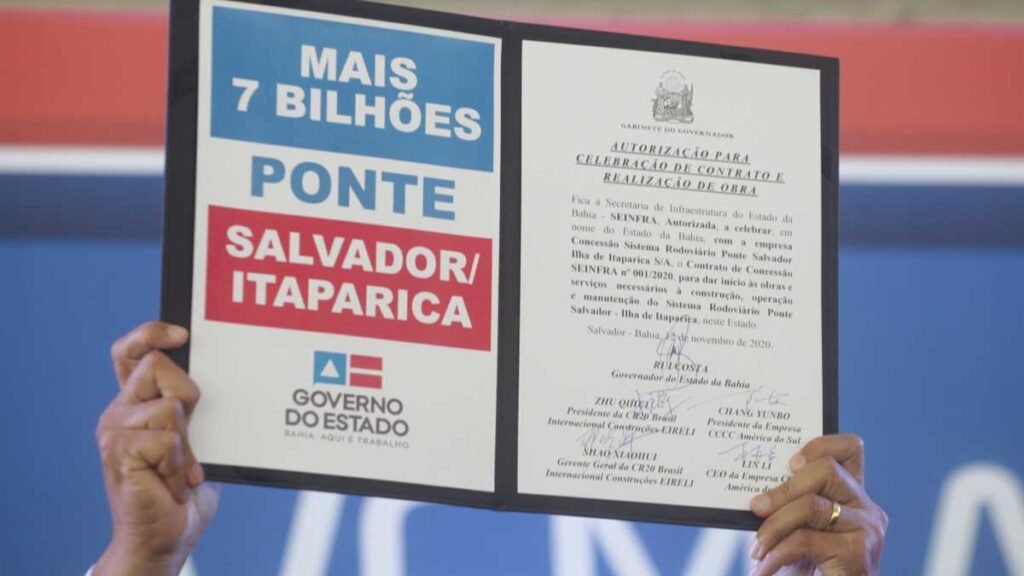 MAIS
7 BILHÕES
PONTE
SALVADOR/
ITAPARICA
GOVERNO
DO ESTADO
BAHIA. AQUI É TRABALHO
GABINETE DO GOVERNADOR
AUTORIZAÇÃO PARA
CELEBRAÇÃO DE CONTRATO E
REALIZAÇÃO DE OBRA
Fica a Secretaria de Infraestrutura do Estado da
Bahia - SEINFRA, Autorizada, a celebrar, em
nome do Estado da Bahia, com a empresa
Concessão Sistema Rodoviário Ponte Salvador
Ilha de Itaparica S/A, o Contrato de Concessão
SEINFRA nº 001/2020, para dar início às obras e
serviços necessários à construção, operação
e manutenção do Sistema Rodoviário Ponte
Salvador - Ilha de Itaparica, neste Estado.
Salvador - Bahia, 12 de novembro de 2020.
RUI COSTA
Governador do Estado da Bahia
ZHU QIHUI
Presidente da CR20 Brasil
Internacional Construções EIRELI
CHANG YUNBO
Presidente da Empresa
CCCC América do Sul
SHAO XIAOHUI
Gerente Geral da CR20 Brasil
Internacional Construções EIRELI
LIN LI
CEO da Empresa
América do